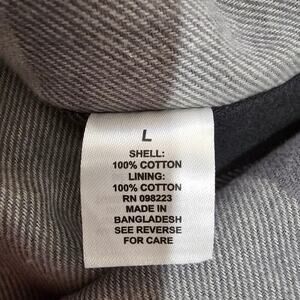 L
SHELL:
100% COTTON
LINING:
100% COTTON
RN 098223
MADE IN
BANGLADESH
SEE REVERSE
FOR CARE